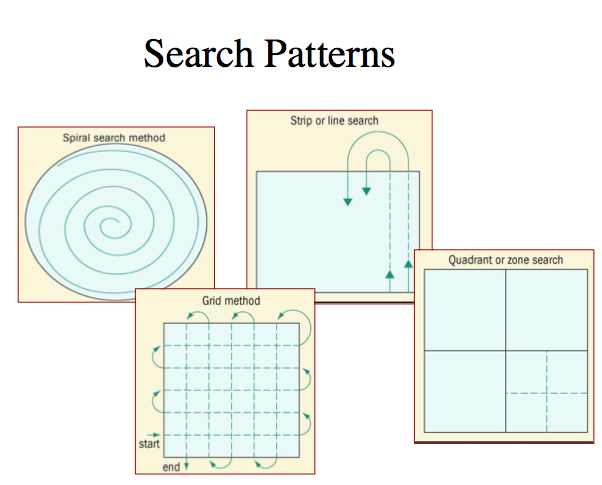 Search Patterns
Spiral search method
Strip or line search
Quadrant or zone search
Grid method
start
end